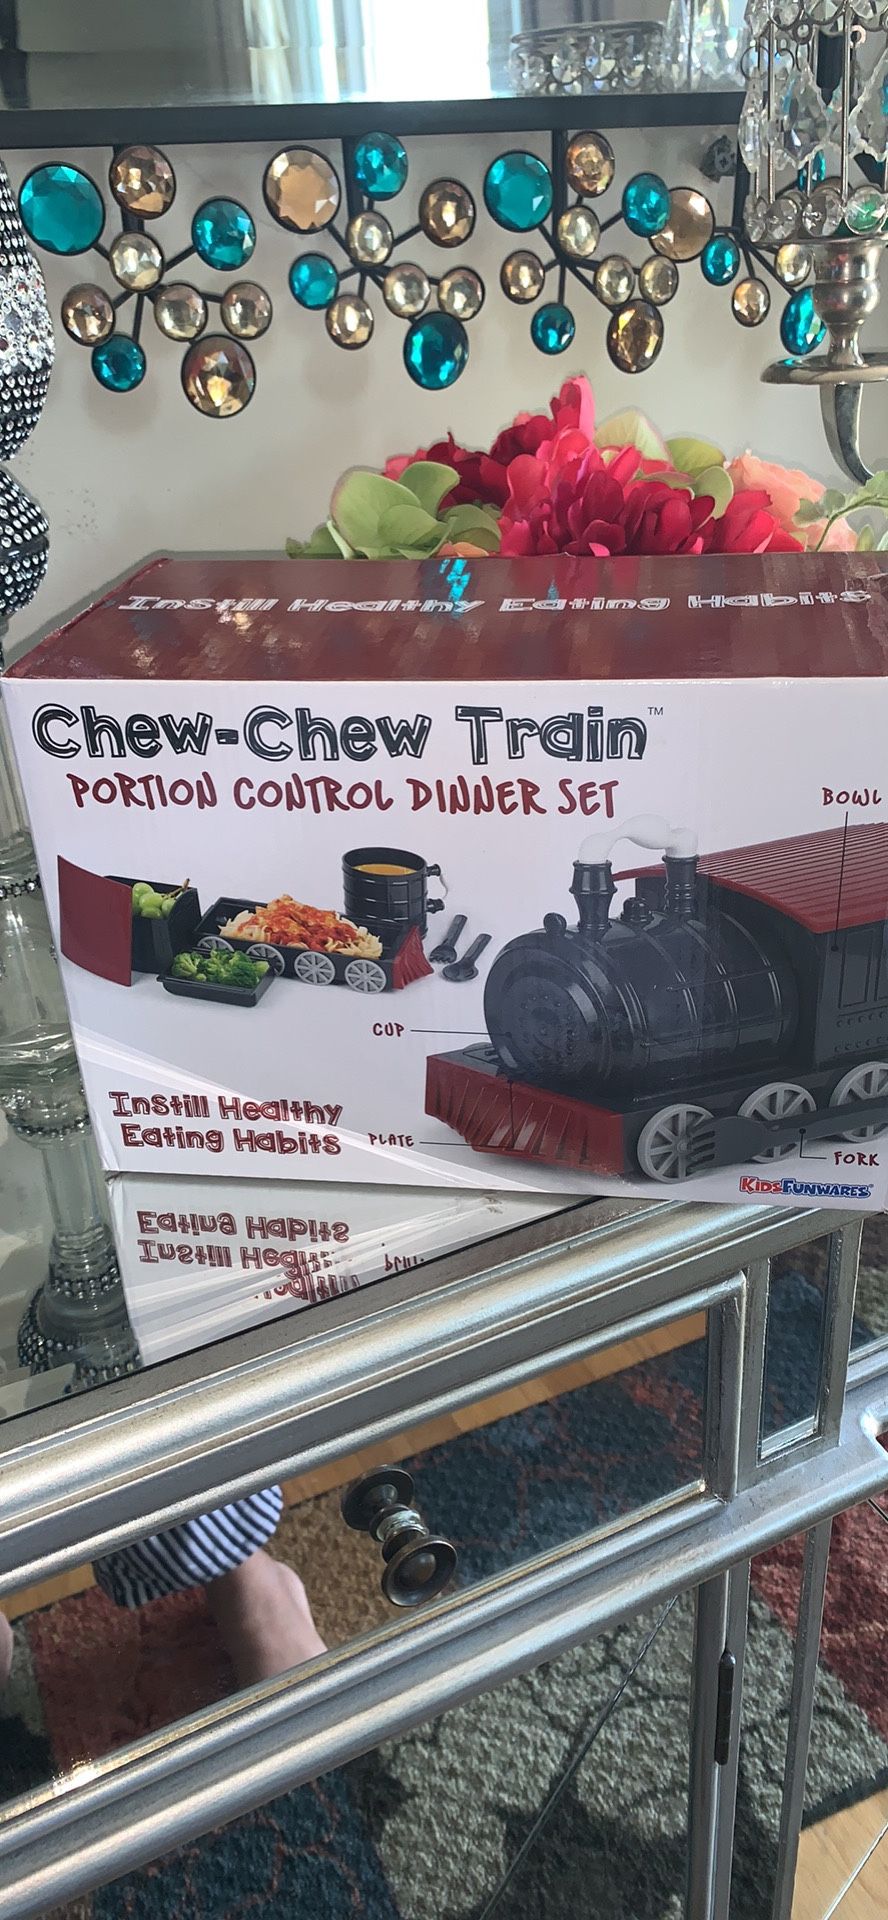 Instill Healthy Eating Habits
Chew-Chew Train™
PORTION CONTROL DINNER SET
BOWL
CUP
Instill Healthy
Eating Habits
PLATE
FORK
KidsFunwares®
Eating Habits
Instill Healthy